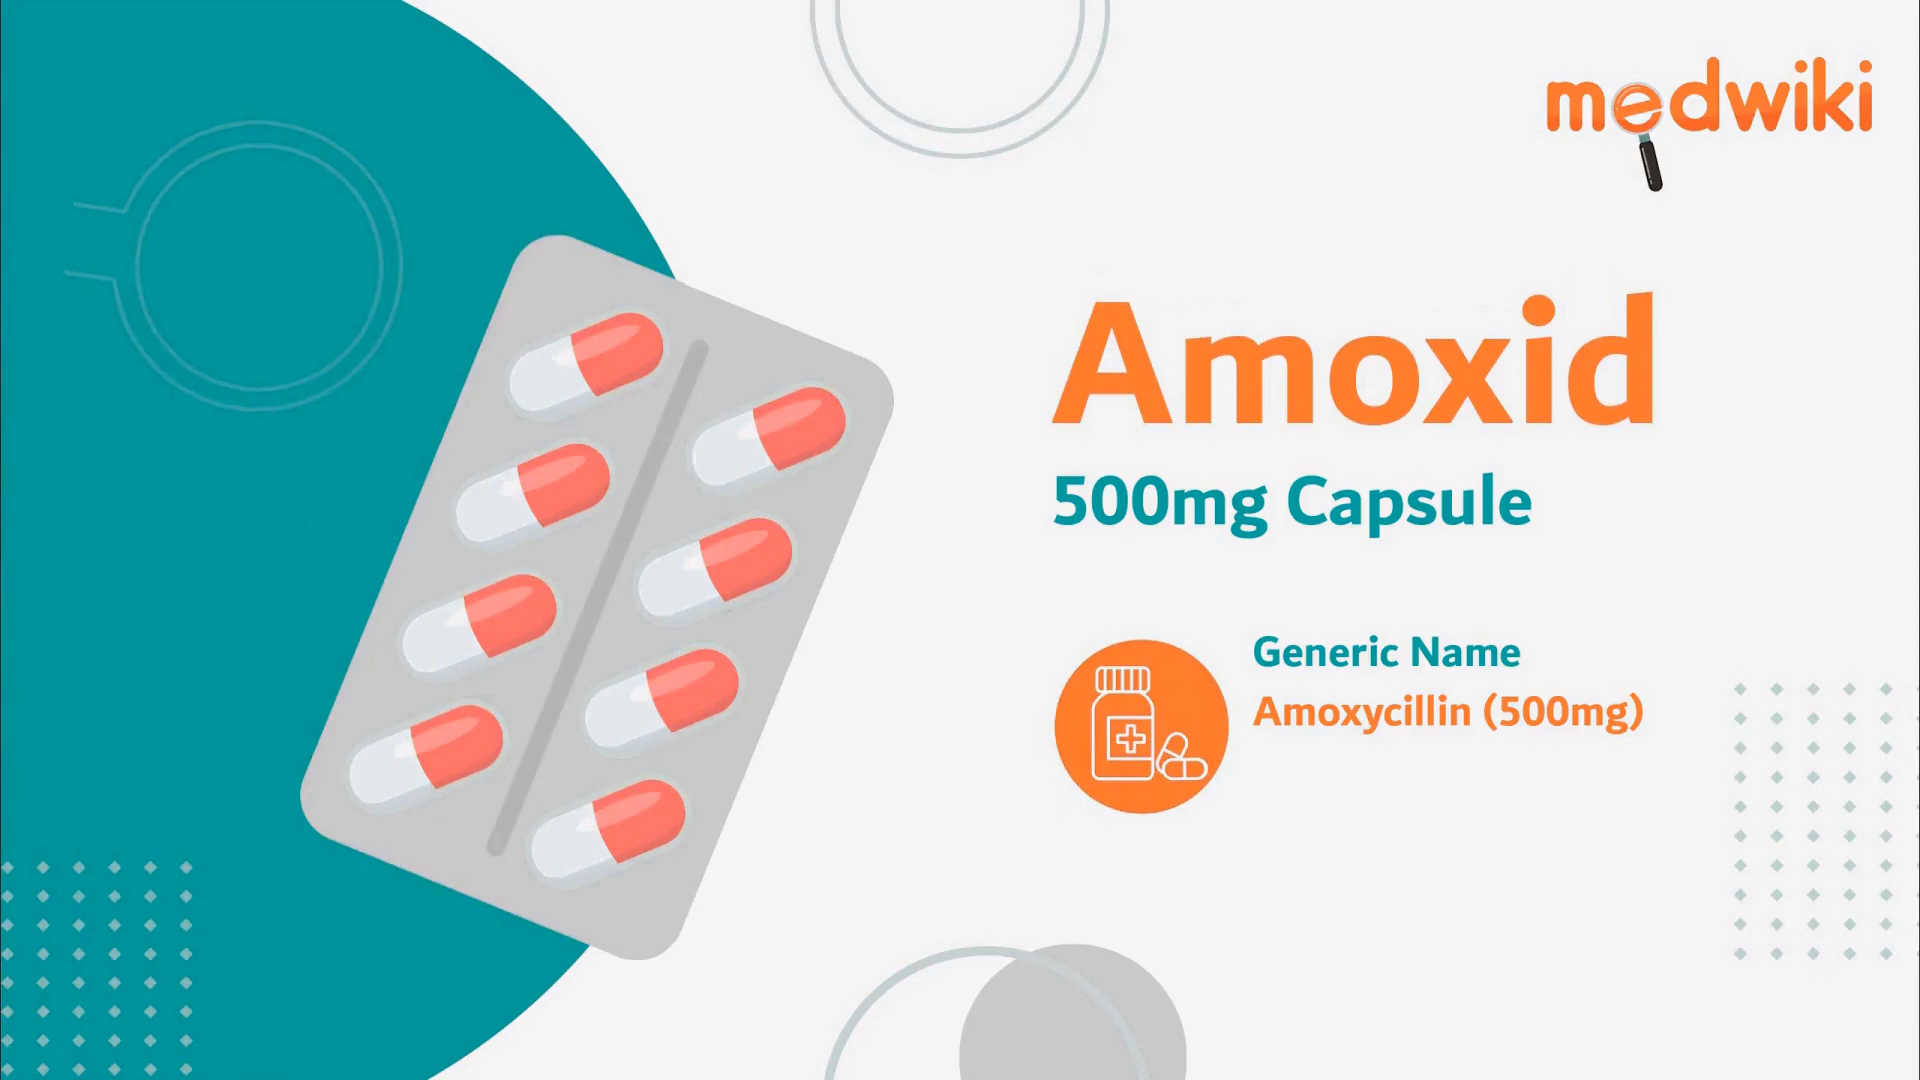 medwiki
Amoxid
500mg Capsule
Generic Name
Amoxycillin (500mg)